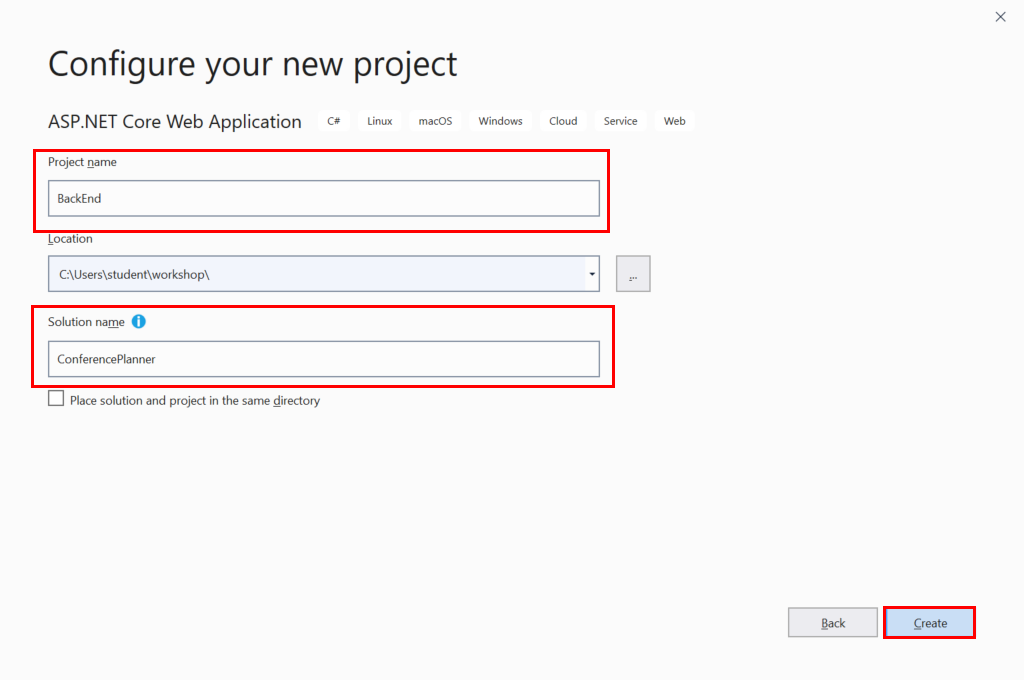 Configure your new project
ASP.NET Core Web Application C# Linux macOS Windows Cloud Service Web
Project name
BackEnd
Location
C:\Users\student\workshop\
...
Solution name
ConferencePlanner
Place solution and project in the same directory
Back Create